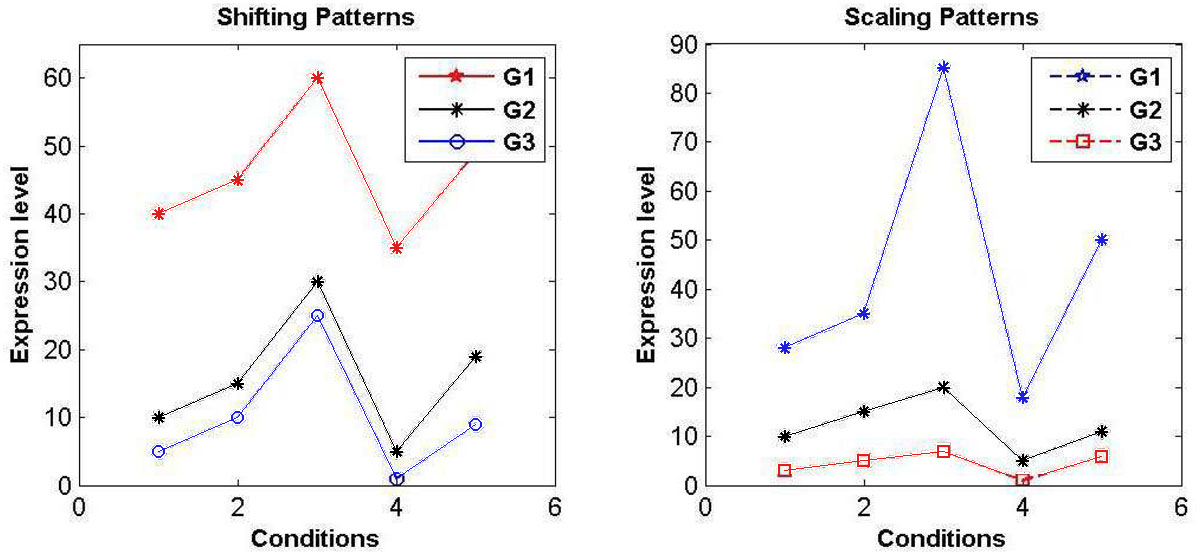 Shifting Patterns
60
50
40
30
20
10
0
Expression level
G1
G2
G3
0 2 4 6
Conditions
Scaling Patterns
90
80
70
60
50
40
30
20
10
0
Expression level
G1
G2
G3
0 2 4 6
Conditions